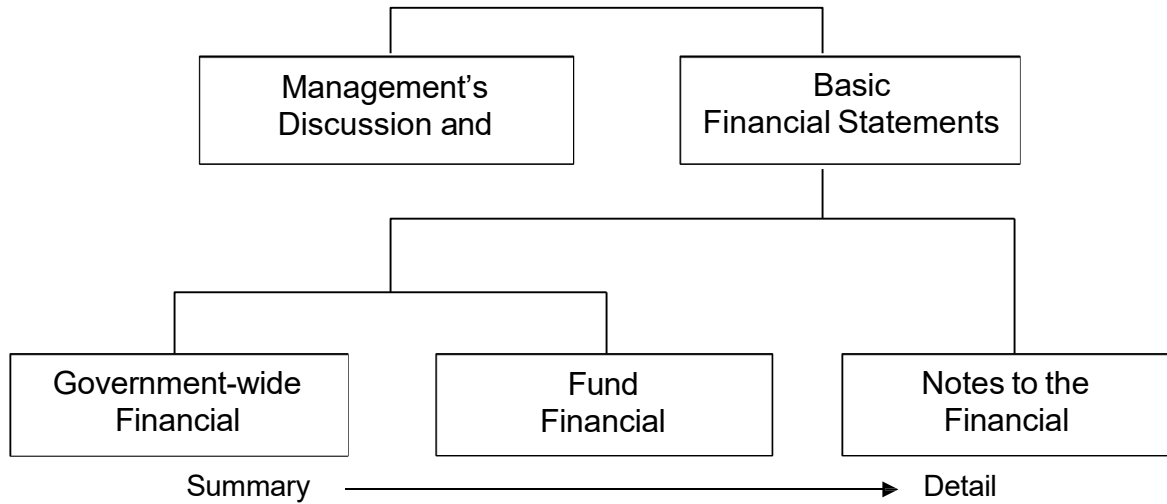 Management’s
Discussion and
Basic
Financial Statements
Government-wide
Financial
Fund
Financial
Notes to the
Financial
Summary
Detail